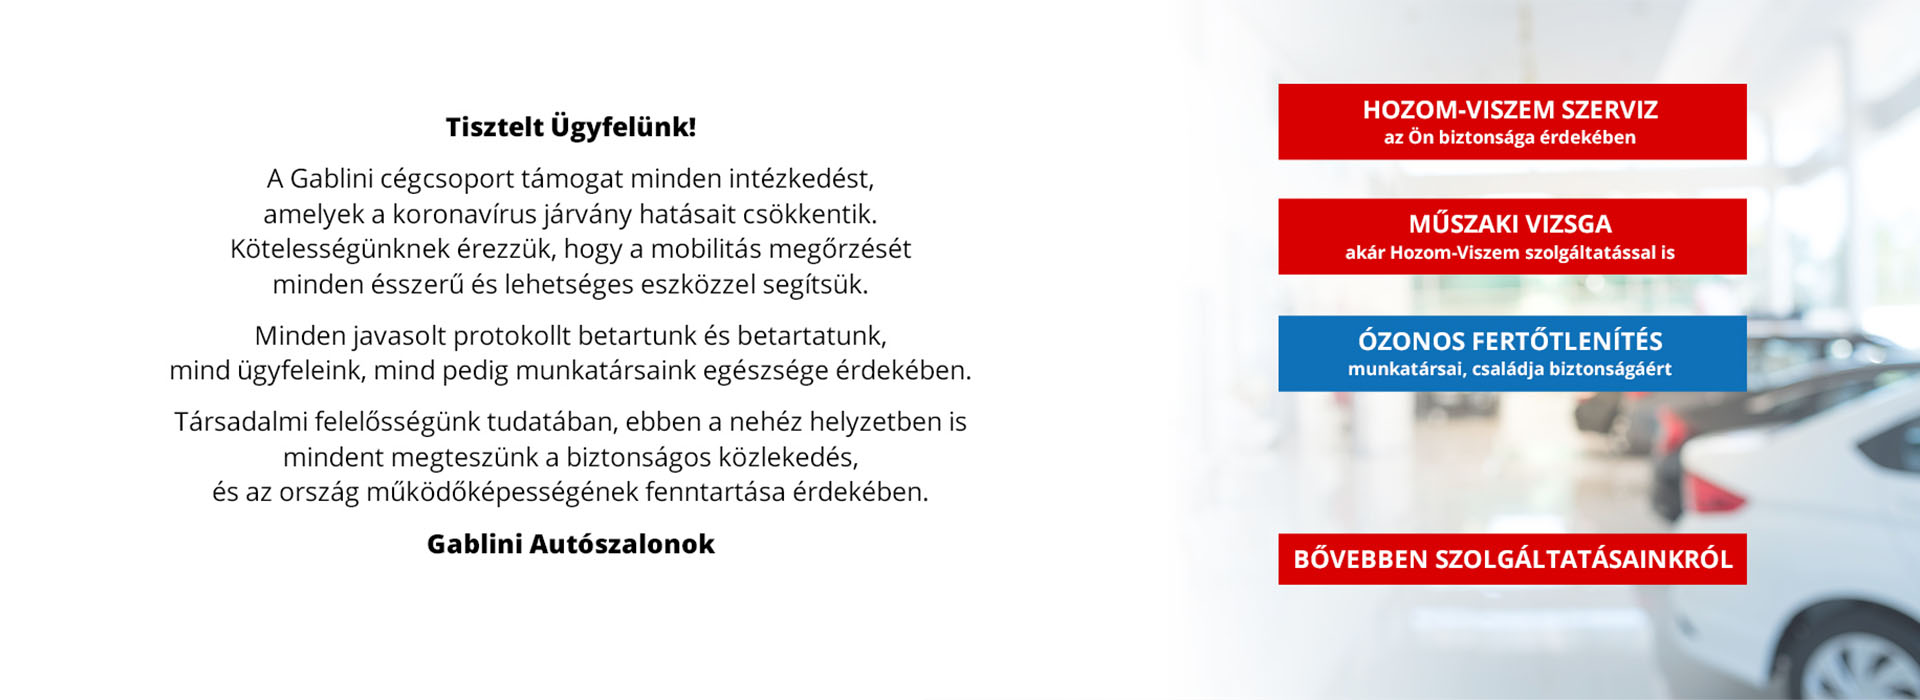 Tisztelt Ügyfelünk!
A Gablini cégcsoport támogat minden intézkedést,
amelyek a koronavírus járvány hatásait csökkentik.
Kötelességünknek érezzük, hogy a mobilitás megőrzését
minden ésszerű és lehetséges eszközzel segítsük.
Minden javasolt protokollt betartunk és betartatunk,
mind ügyfeleink, mind pedig munkatársaink egészsége érdekében.
Társadalmi felelősségünk tudatában, ebben a nehéz helyzetben is
mindent megteszünk a biztonságos közlekedés,
és az ország működőképességének fenntartása érdekében.
Gablini Autószalonok
HOZOM-VISZEM SZERVIZ
az Ön biztonsága érdekében
MŰSZAKI VIZSGA
akár Hozom-Viszem szolgáltatással is
ÓZONOS FERTŐTLENÍTÉS
munkatársai, családja biztonságáért
BŐVEBBEN SZOLGÁLTATÁSAINKRÓL